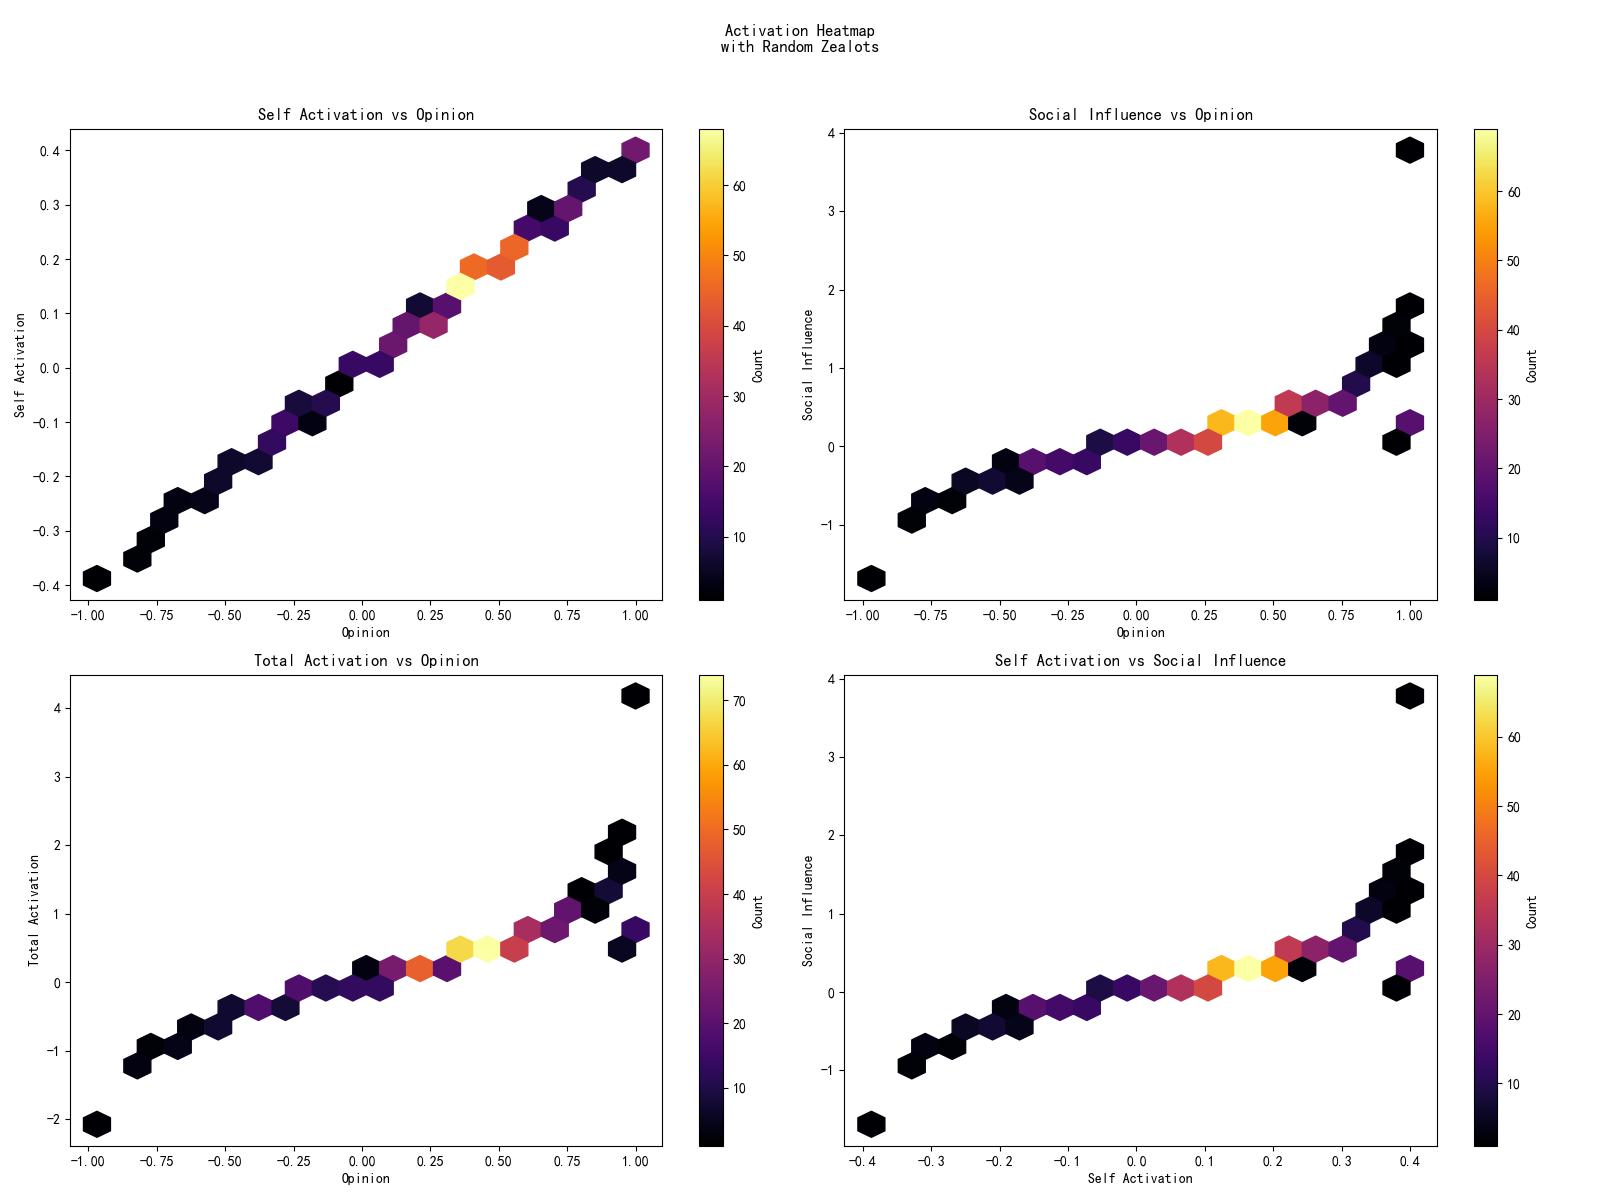 Activation Heatmap
with Random Zealots
Self Activation vs Opinion
Self Activation
0.4
0.3
0.2
0.1
0.0
−0.1
−0.2
−0.3
−0.4
−1.00 −0.75 −0.50 −0.25 0.00 0.25 0.50 0.75 1.00
Opinion
60
50
40
30
20
10
Count
Social Influence vs Opinion
Social Influence
4
3
2
1
0
−1
−1.00 −0.75 −0.50 −0.25 0.00 0.25 0.50 0.75 1.00
Opinion
60
50
40
30
20
10
Count
Total Activation vs Opinion
Total Activation
4
3
2
1
0
−1
−2
−1.00 −0.75 −0.50 −0.25 0.00 0.25 0.50 0.75 1.00
Opinion
70
60
50
40
30
20
10
Count
Self Activation vs Social Influence
Social Influence
4
3
2
1
0
−1
−0.4 −0.3 −0.2 −0.1 0.0 0.1 0.2 0.3 0.4
Self Activation
60
50
40
30
20
10
Count